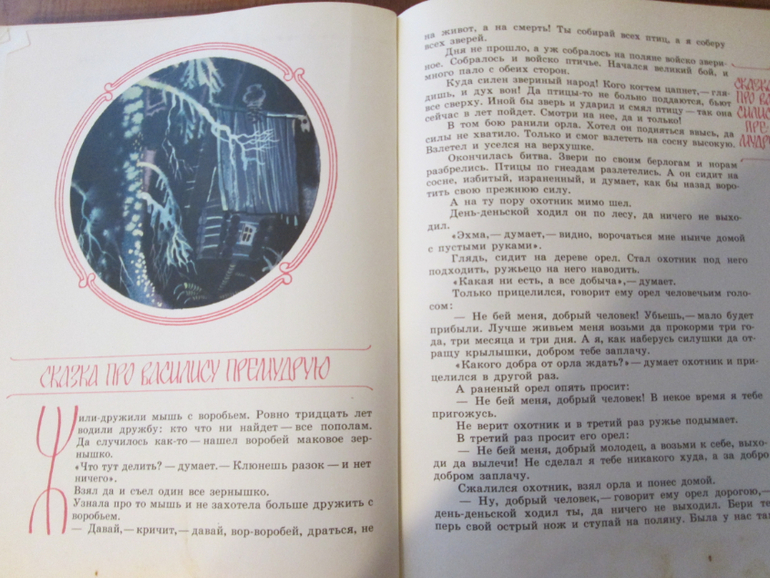 СКАЗКА ПРО ВАСИЛИСУ ПРЕМУДРУЮ
Жили-дружили мышь с воробьем. Ровно тридцать лет
водили дружбу: кто что ни найдет — все пополам.
Да случилось как-то — нашел воробей маковое зер-
нышко.
«Что тут делить? — думает. — Клюнешь разок — и нет
ничего».
Взял да и съел один все зернышко.
Узнала про то мышь и не захотела больше дружить с
воробьем.
— Давай, — кричит, — давай, вор-воробей, драться, не
на живот, а на смерть! Ты собирай всех птиц, а я соберу
всех зверей.
Дня не прошло, а уж собралось на поляне войско звери-
ное. Собралось и войско птичье. Начался великий бой, и
много пало с обеих сторон.
Куда силен звериный народ! Кого когтем цапнет, — гля-
дишь, и дух вон! Да птицы-то не больно поддаются, бьют
все сверху. Иной бы зверь и ударил и смял птицу — так она
сейчас в лет пойдет. Смотри на нее, да и только!
В том бою ранили орла. Хотел он подняться ввысь, да
силы не хватило. Только и смог взлететь на сосну высокую.
Взлетел и уселся на верхушке.
Окончилась битва. Звери по своим берлогам и норам
разбрелись. Птицы по гнездам разлетелись. А он сидит на
сосне, избитый, израненный, и думает, как бы назад воро-
тить свою прежнюю силу.
А на ту пору охотник мимо шел.
День-деньской ходил он по лесу, да ничего не выхо-
дил.
«Эхма, — думает, — видно, ворочаться мне нынче домой
с пустыми руками».
Глядь, сидит на дереве орел. Стал охотник под него
подходить, ружьецо на него наводить.
«Какая ни есть, а все добыча», — думает.
Только прицелился, говорит ему орел человечьим голо-
сом:
— Не бей меня, добрый человек! Убьешь, — мало будет
прибыли. Лучше живьем меня возьми да прокорми три го-
да, три месяца и три дня. А я, как наберусь силушки да от-
ращу крылышки, добром тебе заплачу.
«Какого добра от орла ждать?» — думает охотник и при-
целился в другой раз.
А раненый орел опять просит:
— Не бей меня, добрый человек! В некое время я тебе
пригожусь.
Не верит охотник и в третий раз ружье подымает.
В третий раз просит его орел:
— Не бей меня, добрый молодец, а возьми к себе, выхо-
ди да вылечи! Не сделал я тебе никакого худа, а за добро
добром заплачу.
Сжалился охотник, взял орла и понес домой.
— Ну, добрый человек, — говорит ему орел дорогою, —
день-деньской ходил ты, да ничего не выходил. Бери те
перь свой острый нож и ступай на поляну. Была у нас там
СКАЗКА
ПРО ВА
СИЛИСУ
ПРЕ-
МУДРУ